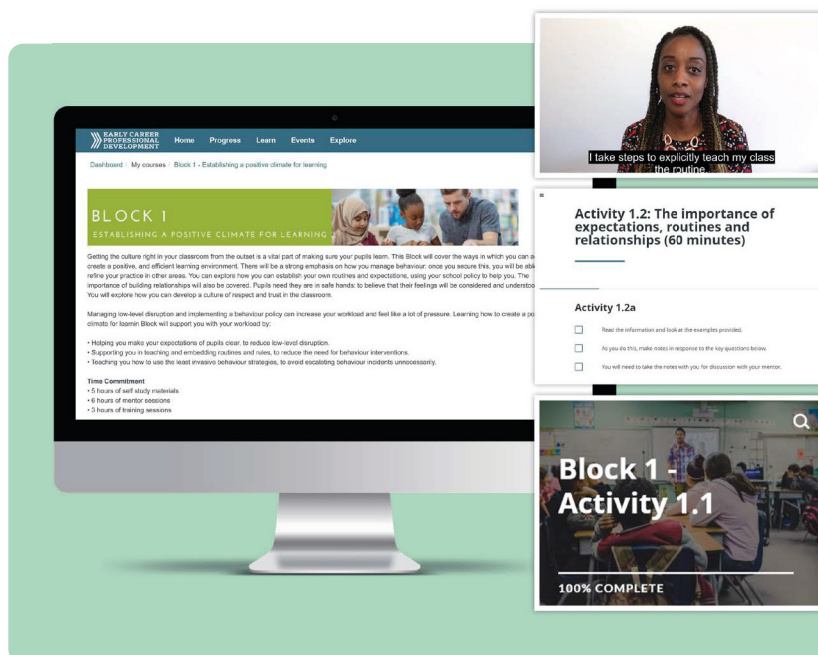 EARLY CAREER
PROFESSIONAL
DEVELOPMENT
Home Progress Learn Events Explore
Dashboard / My courses / Block 1 - Establishing a positive climate for learning
BLOCK 1
ESTABLISHING A POSITIVE CLIMATE FOR LEARNING
Getting the culture right in your classroom from the outset is a vital part of making sure your pupils learn. This Block will cover the ways in which you can
create a positive, and efficient learning environment. There will be a strong emphasis on how you manage behaviour: once you secure this, you will be
refine your practice in other areas. You can explore how you can establish your own routines and expectations, using your school policy to help you. The
importance of building relationships will also be covered. Pupils need they are in safe hands: to believe that their feelings will be considered and
You will explore how you can develop a culture of respect and trust in the classroom.
Managing low-level disruption and implementing a behaviour policy can increase your workload and feel like a lot of pressure. Learning how to create a
climate for learnin Block will support you with your workload by:
• Helping you make your expectations of pupils clear, to reduce low-level disruption.
• Supporting you in teaching and embedding routines and rules, to reduce the need for behaviour interventions.
• Teaching you how to use the least invasive behaviour strategies, to avoid escalating behaviour incidents unnecessarily.
Time Commitment
• 5 hours of self study materials
• 6 hours of mentor sessions
• 3 hours of training sessions
I take steps to explicitly teach my class
the routine.
Activity 1.2: The importance of
expectations, routines and
relationships (60 minutes)
Activity 1.2a
Read the information and look at the examples provided.
As you do this, make notes in response to the key questions below.
You will need to take the notes with you for discussion with your mentor.
Block 1 -
Activity 1.1
100% COMPLETE